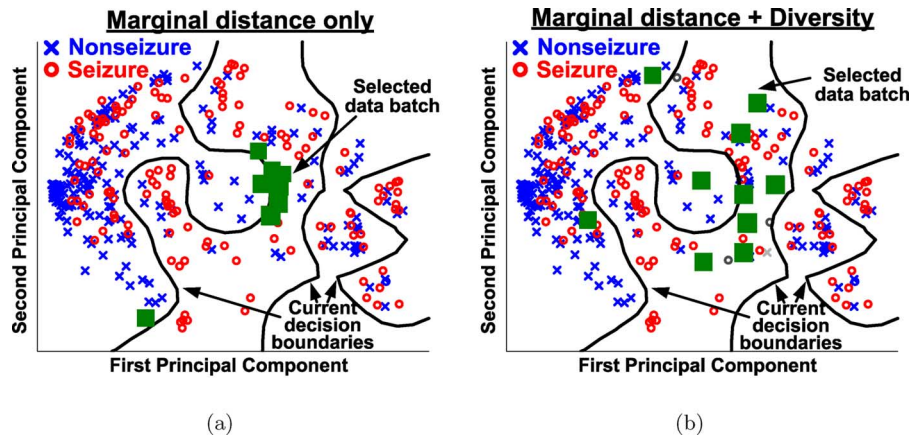 Marginal distance only
Nonseizure
Seizure
Selected
data batch
Current
decision
boundaries
Second Principal Component
First Principal Component
(a)
Marginal distance + Diversity
Nonseizure
Seizure
Selected
data batch
Current
decision
boundaries
Second Principal Component
First Principal Component
(b)